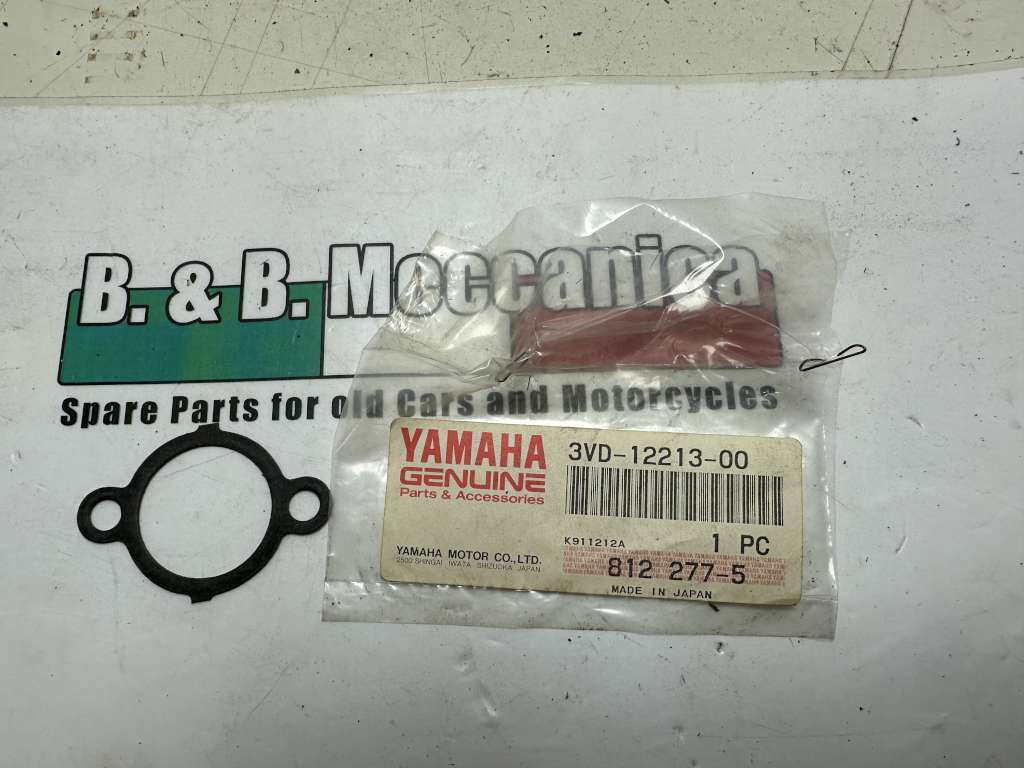 B. & B. Meccanica
Spare Parts for old Cars and Motorcycles
YAMAHA
GENUINE
Parts & Accessories
3VD-12213-00
K911212A
1 PC
YAMAHA MOTOR CO., LTD.
2500 SHINGAI IWATA SHIZUOKA JAPAN
812 277-5
MADE IN JAPAN